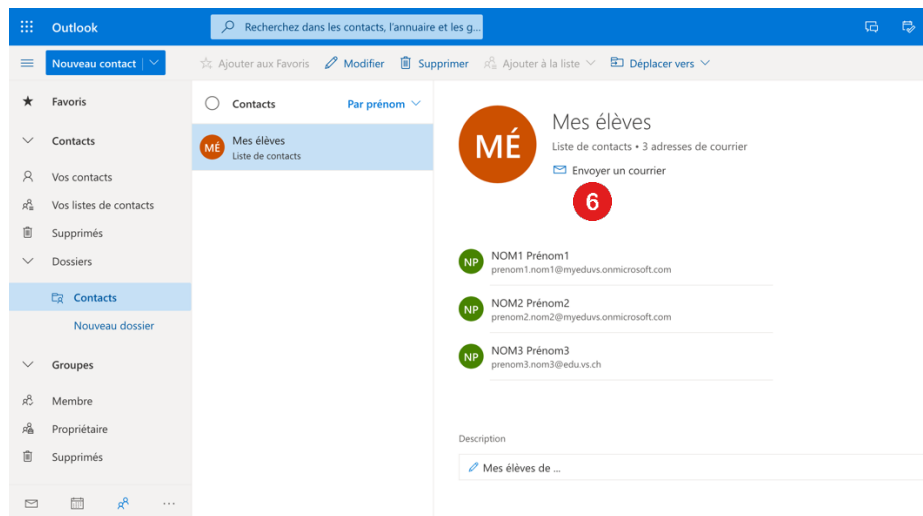 Outlook
Recherchez dans les contacts, l'annuaire et les g...
Nouveau contact
Ajouter aux Favoris
Modifier
Supprimer
Ajouter à la liste
Déplacer vers
Favoris
Contacts
Vos contacts
Vos listes de contacts
Supprimés
Dossiers
Contacts
Nouveau dossier
Groupes
Membre
Propriétaire
Supprimés
Contacts
Par prénom
MÉ
Mes élèves
Liste de contacts
MÉ
Mes élèves
Liste de contacts • 3 adresses de courrier
Envoyer un courrier
6
NP
NOM1 Prénom1
prenom1.nom1@myeduvs.onmicrosoft.com
NP
NOM2 Prénom2
prenom2.nom2@myeduvs.onmicrosoft.com
NP
NOM3 Prénom3
prenom3.nom3@edu.vs.ch
Description
Mes élèves de ...